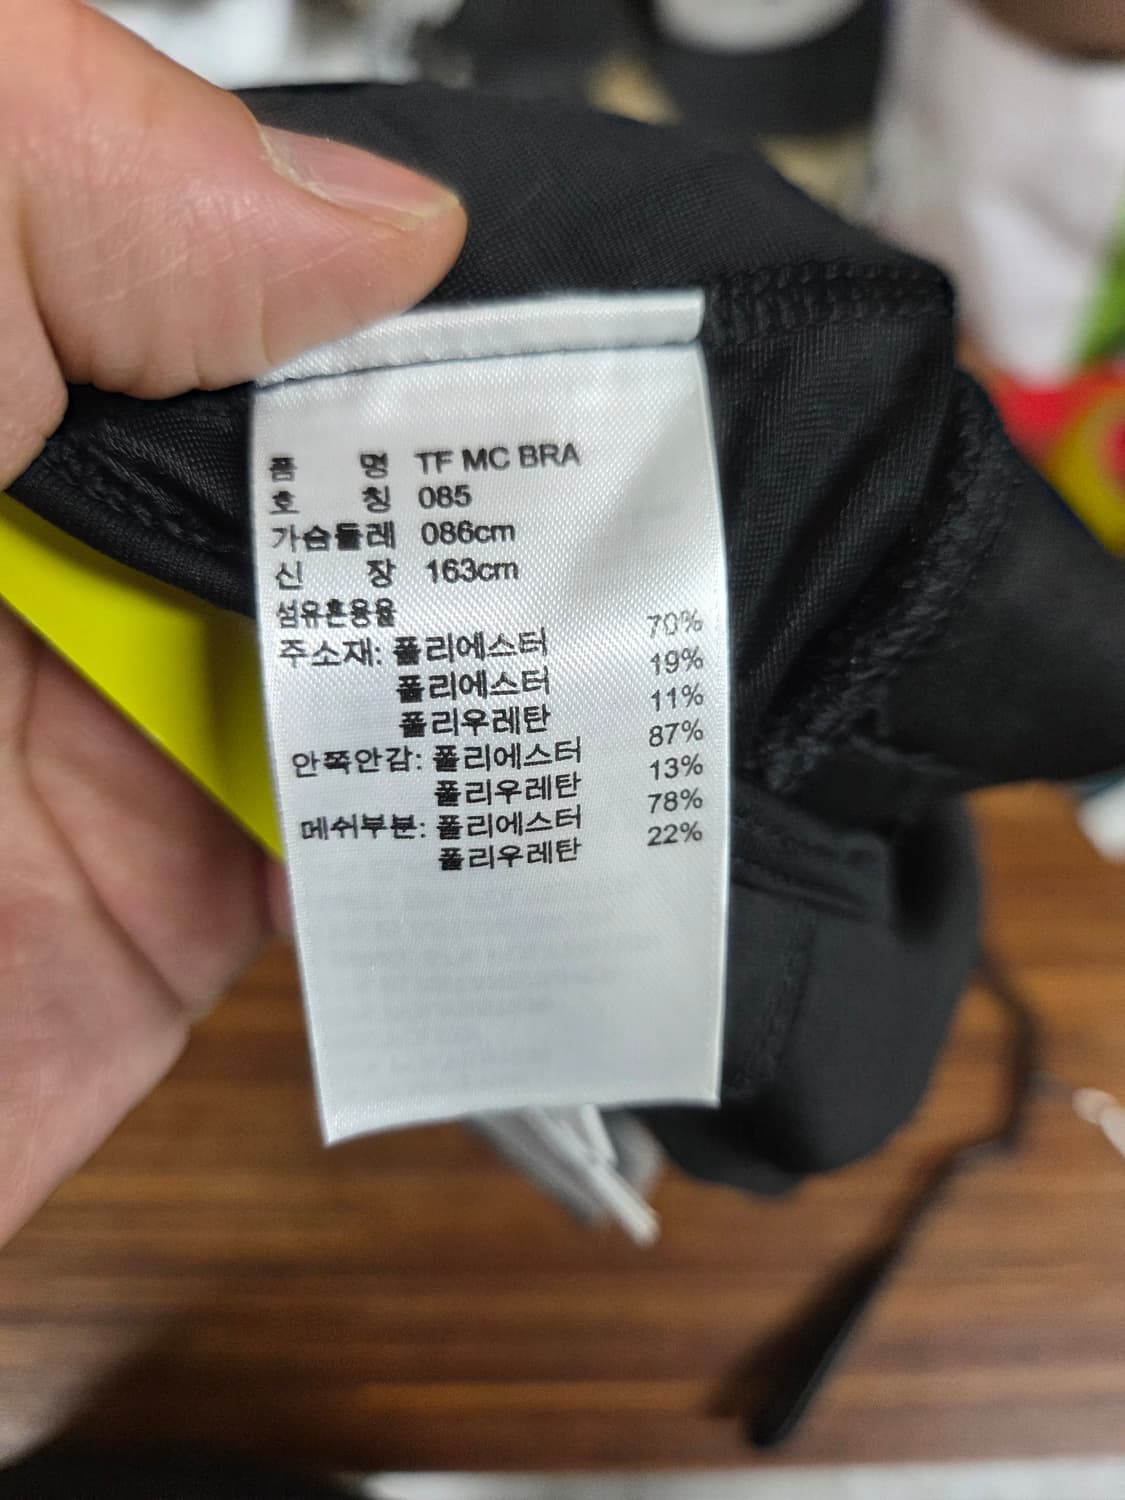 품 명 TF MC BRA
호 칭 085
가슴둘레 086cm
신 장 163cm
섬유혼용율
주소재: 폴리에스터 70%
폴리에스터 19%
폴리우레탄 11%
안쪽안감: 폴리에스터 87%
폴리우레탄 13%
메쉬부분: 폴리에스터 78%
폴리우레탄 22%